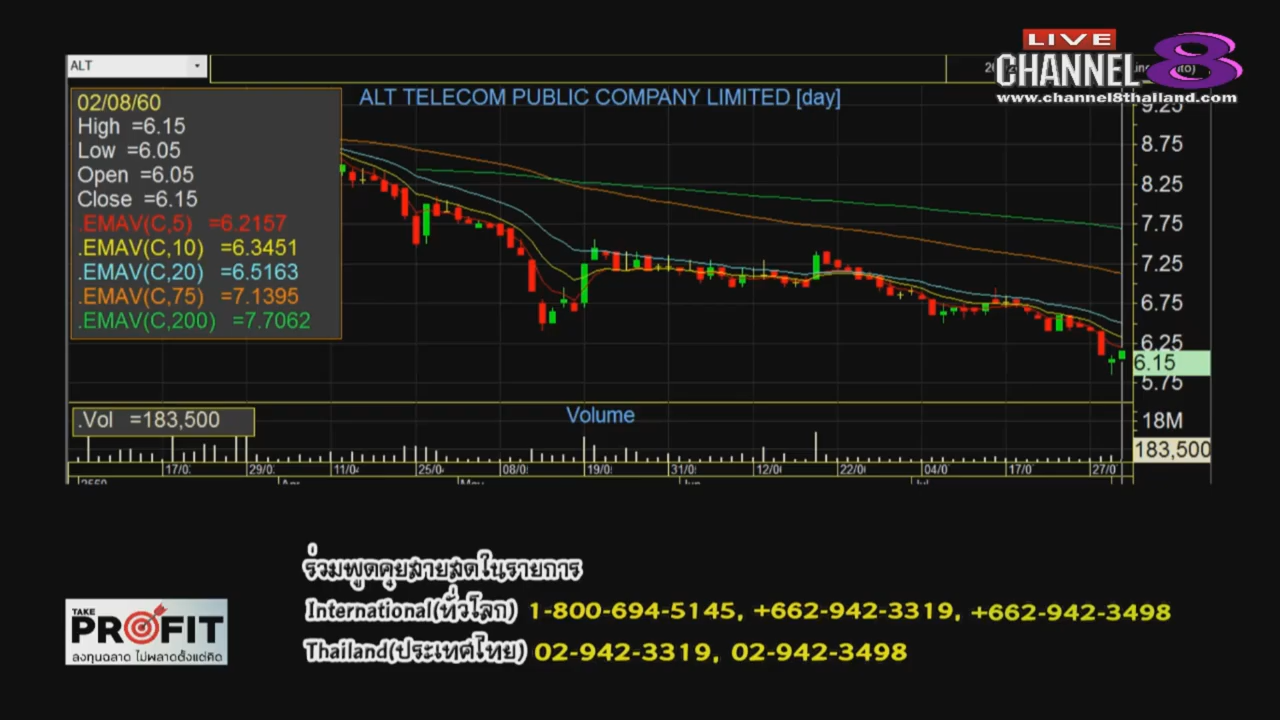 LIVE
CHANNEL 8
www.channel8thailand.com
ALT
ALT TELECOM PUBLIC COMPANY LIMITED [day]
02/08/60
High =6.15
Low =6.05
Open =6.05
Close =6.15
.EMAV(C,5) =6.2157
.EMAV(C,10) =6.3451
.EMAV(C,20) =6.5163
.EMAV(C,75) =7.1395
.EMAV(C,200) =7.7062
9.25
8.75
8.25
7.75
7.25
6.75
6.25
6.15
5.75
.Vol =183,500
Volume
18M
183,500
17/0 29/0 11/0 25/0 08/0 19/0 31/0 12/0 22/0 04/0 17/0 27/0
2560 Apr May Jun Jul
ร่วมพูดคุยสายสดในรายการ
International(ทั่วโลก) 1-800-694-5145, +662-942-3319, +662-942-3498
Thailand(ประเทศไทย) 02-942-3319, 02-942-3498
TAKE
PROFIT
ลงทุนฉลาด ไม่พลาดตั้งแต่คิด